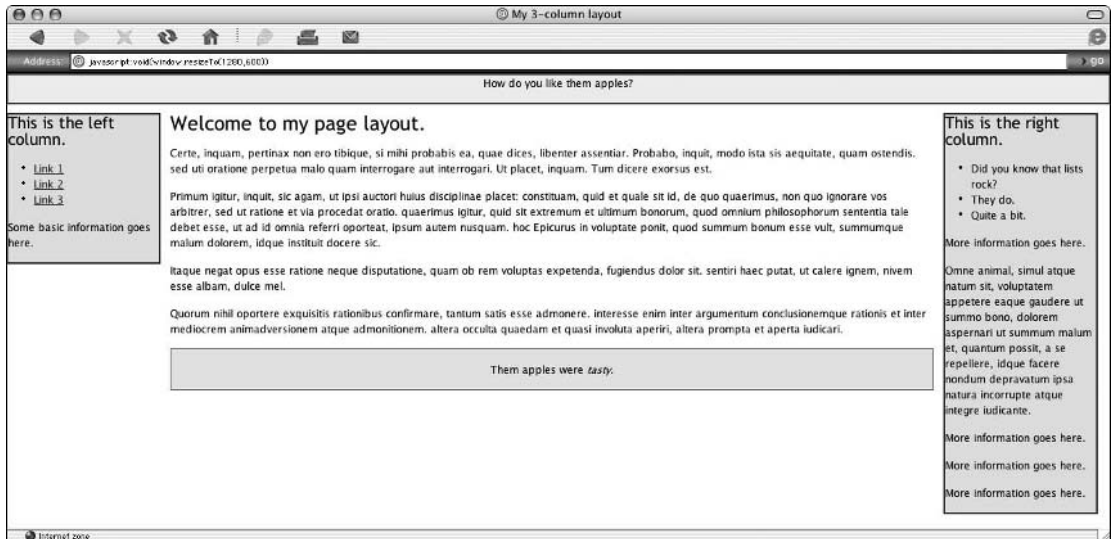 My 3-column layout
Address: javascript:void(window.resizeTo(1280,600)) go
How do you like them apples?
This is the left
column.
• Link 1
• Link 2
• Link 3
Some basic information goes
here.
Welcome to my page layout.
Certe, inquam, pertinax non ero tibique, si mihi probabis ea, quae dices, libenter assentiar. Probabo, inquit, modo ista sis aequitate, quam ostendis.
sed uti oratione perpetua malo quam interrogare aut interrogari. Ut placet, inquam. Tum dicere exorsus est.
Primum igitur, inquit, sic agam, ut ipsi auctori huius disciplinae placet: constituam, quid et quale sit id, de quo quaerimus, non quo ignorare vos
arbitrer, sed ut ratione et via procedat oratio. quaerimus igitur, quid sit extremum et ultimum bonorum, quod omnium philosophorum sententia tale
debet esse, ut ad id omnia referri oporteat, ipsum autem nusquam. hoc Epicurus in voluptate ponit, quod summum bonum esse vult, summumque
malum dolorem, idque instituit docere sic.
Itaque negat opus esse ratione neque disputatione, quam ob rem voluptas expetenda, fugiendus dolor sit. sentiri haec putat, ut calere ignem, nivem
esse albam, dulce mel.
Quorum nihil oportere exquisitis rationibus confirmare, tantum satis esse admonere. interesse enim inter argumentum conclusionemque rationis et inter
mediocrem animadversionem atque admonitionem. altera occulta quaedam et quasi involuta aperiri, altera prompta et aperta iudicari.
Them apples were tasty.
This is the right
column.
• Did you know that lists
rock?
• They do.
• Quite a bit.
More information goes here.
Omne animal, simul atque
natum sit, voluptatem
appetere eaque gaudere ut
summo bono, dolorem
aspernari ut summum malum
et, quantum possit, a se
repellere, idque facere
nondum depravatum ipsa
natura incorrupte atque
integre iudicante.
More information goes here.
More information goes here.
More information goes here.
Internet zone